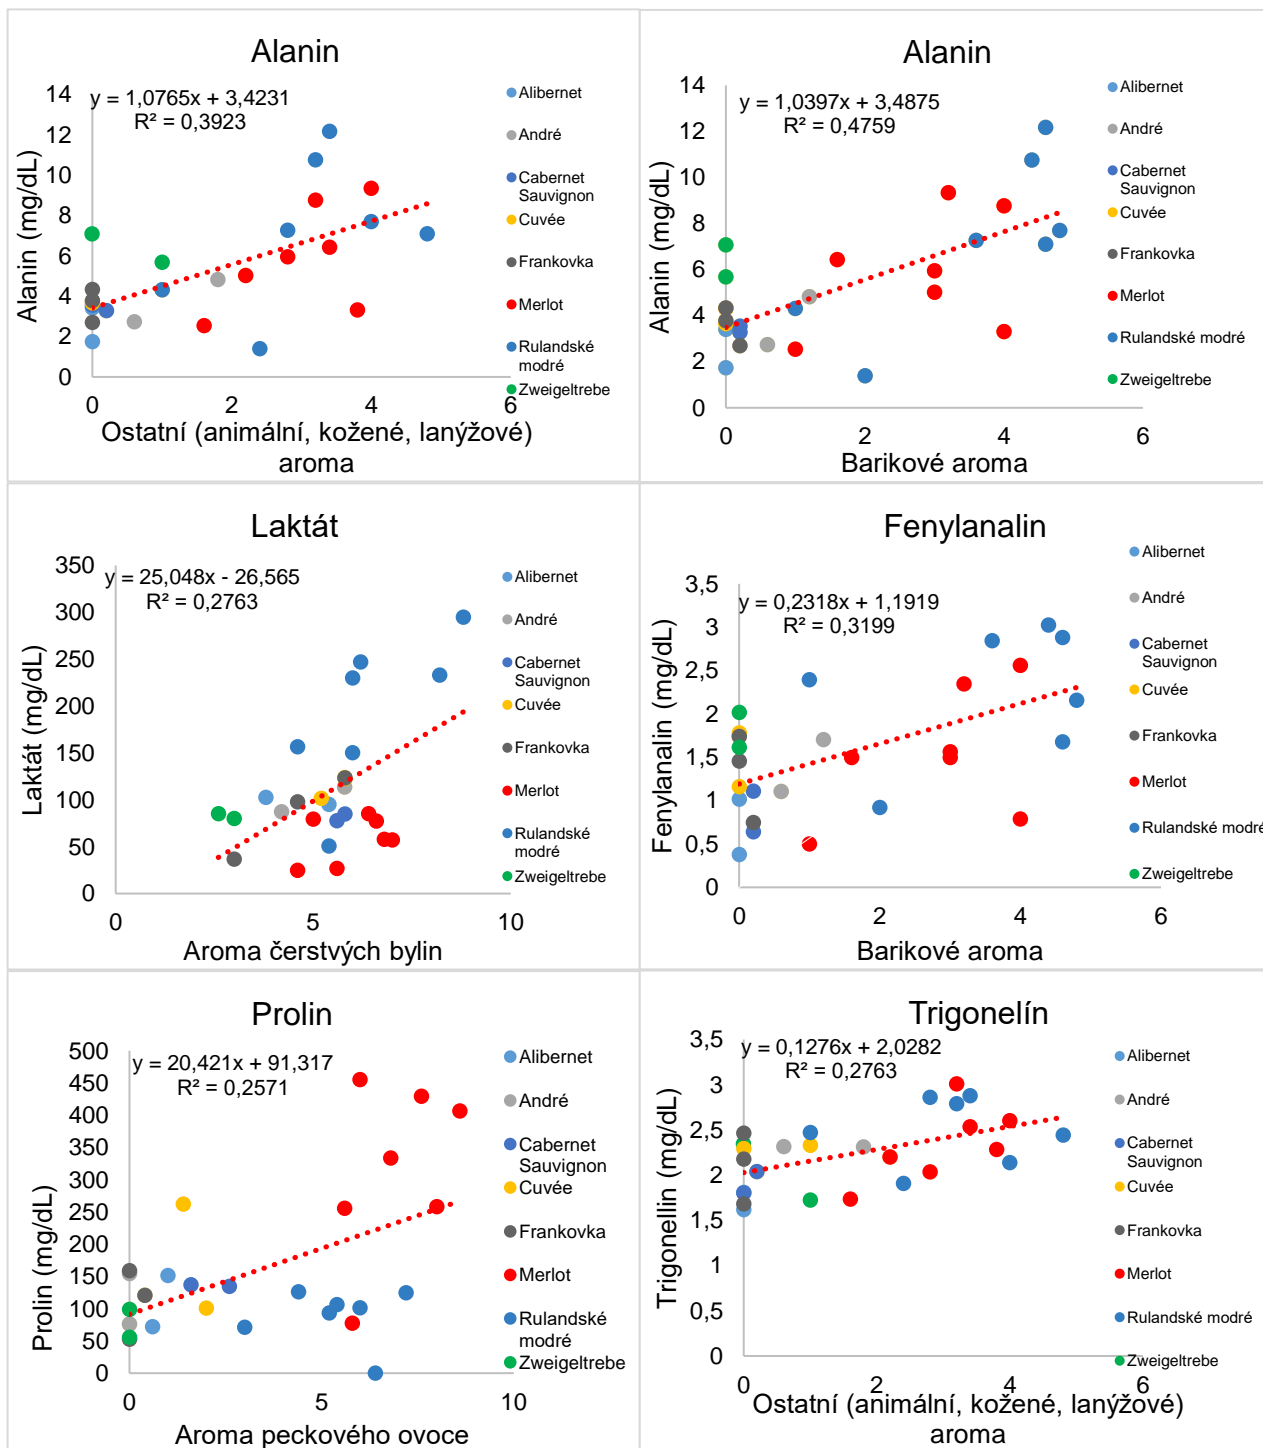 Alanin
y = 1,0765x + 3,4231
R² = 0,3923
Alanin (mg/dL)
14
12
10
8
6
4
2
0
0
2
4
6
Ostatní (animální, kožené, lanýžové)
aroma
Alibernet
André
Cabernet
Sauvignon
Cuvée
Frankovka
Merlot
Rulandské
modré
Zweigeltrebe
Alanin
y = 1,0397x + 3,4875
R² = 0,4759
Alanin (mg/dL)
14
12
10
8
6
4
2
0
0
2
4
6
Barikové aroma
Alibernet
André
Cabernet
Sauvignon
Cuvée
Frankovka
Merlot
Rulandské modré
Zweigeltrebe
Laktát
y = 25,048x - 26,565
R² = 0,2763
Laktát (mg/dL)
350
300
250
200
150
100
50
0
0
5
10
Aroma čerstvých bylin
Alibernet
André
Cabernet
Sauvignon
Cuvée
Frankovka
Merlot
Rulandské
modré
Zweigeltrebe
Fenylanalin
y = 0,2318x + 1,1919
R² = 0,3199
Fenylanalin (mg/dL)
3,5
3
2,5
2
1,5
1
0,5
0
0
2
4
6
Barikové aroma
Alibernet
André
Cabernet
Sauvignon
Cuvée
Frankovka
Merlot
Rulandské modré
Zweigeltrebe
Prolin
y = 20,421x + 91,317
R² = 0,2571
Prolin (mg/dL)
500
450
400
350
300
250
200
150
100
50
0
0
5
10
Aroma peckového ovoce
Alibernet
André
Cabernet
Sauvignon
Cuvée
Frankovka
Merlot
Rulandské
modré
Zweigeltrebe
Trigonelín
y = 0,1276x + 2,0282
R² = 0,2763
Trigonellin (mg/dL)
3,5
3
2,5
2
1,5
1
0,5
0
0
2
4
6
Ostatní (animální, kožené, lanýžové)
aroma
Alibernet
André
Cabernet
Sauvignon
Cuvée
Frankovka
Merlot
Rulandské modré
Zweigeltrebe